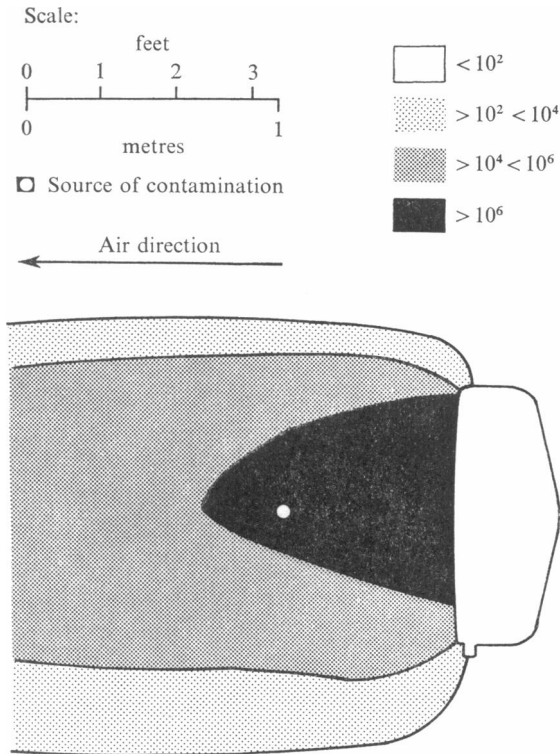 Scale:
feet
0 1 2 3
0 1
metres
Source of contamination
Air direction
< 10²
> 10² < 10⁴
> 10⁴ < 10⁶
> 10⁶